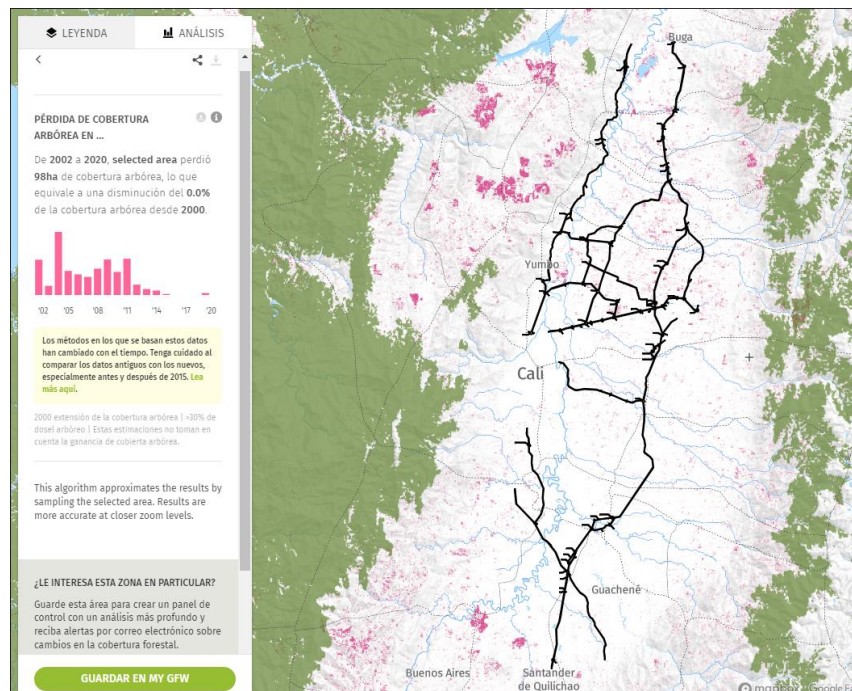 LEYENDA
ANÁLISIS
PÉRDIDA DE COBERTURA
ARBÓREA EN ...
De 2002 a 2020, selected area perdió
98ha de cobertura arbórea, lo que
equivale a una disminución del 0.0%
de la cobertura arbórea desde 2000.
'02 '05 '08 '11 '14 '17 '20
Los métodos en los que se basan estos datos
han cambiado con el tiempo. Tenga cuidado al
comparar los datos antiguos con los nuevos,
especialmente antes y después de 2015. Lea
más aquí.
2000 extensión de la cobertura arbórea | >30% de
dosel arbóreo | Estas estimaciones no toman en
cuenta la ganancia de cubierta arbórea.
This algorithm approximates the results by
sampling the selected area. Results are
more accurate at closer zoom levels.
¿LE INTERESA ESTA ZONA EN PARTICULAR?
Guarde esta área para crear un panel de
control con un análisis más profundo y
reciba alertas por correo electrónico sobre
cambios en la cobertura forestal.
GUARDAR EN MY GFW
Buga
Yumbo
Cali
Guachené
Buenos Aires
Santander
de Quilichao
mapbox Google